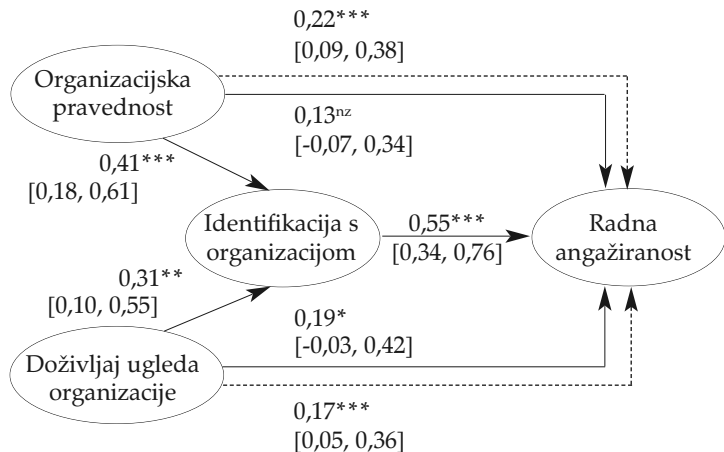 0,22***
[0,09, 0,38]
Organizacijska
pravednost
0,13ⁿᶻ
[-0,07, 0,34]
0,41***
[0,18, 0,61]
Identifikacija s
organizacijom
0,55***
[0,34, 0,76]
Radna
angažiranost
0,31**
[0,10, 0,55]
0,19*
[-0,03, 0,42]
Doživljaj ugleda
organizacije
0,17***
[0,05, 0,36]